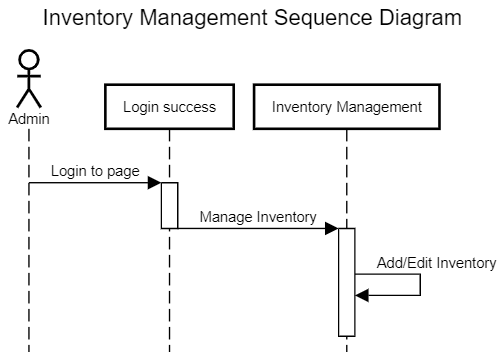 Inventory Management Sequence Diagram
Admin
Login success
Inventory Management
Login to page
Manage Inventory
Add/Edit Inventory